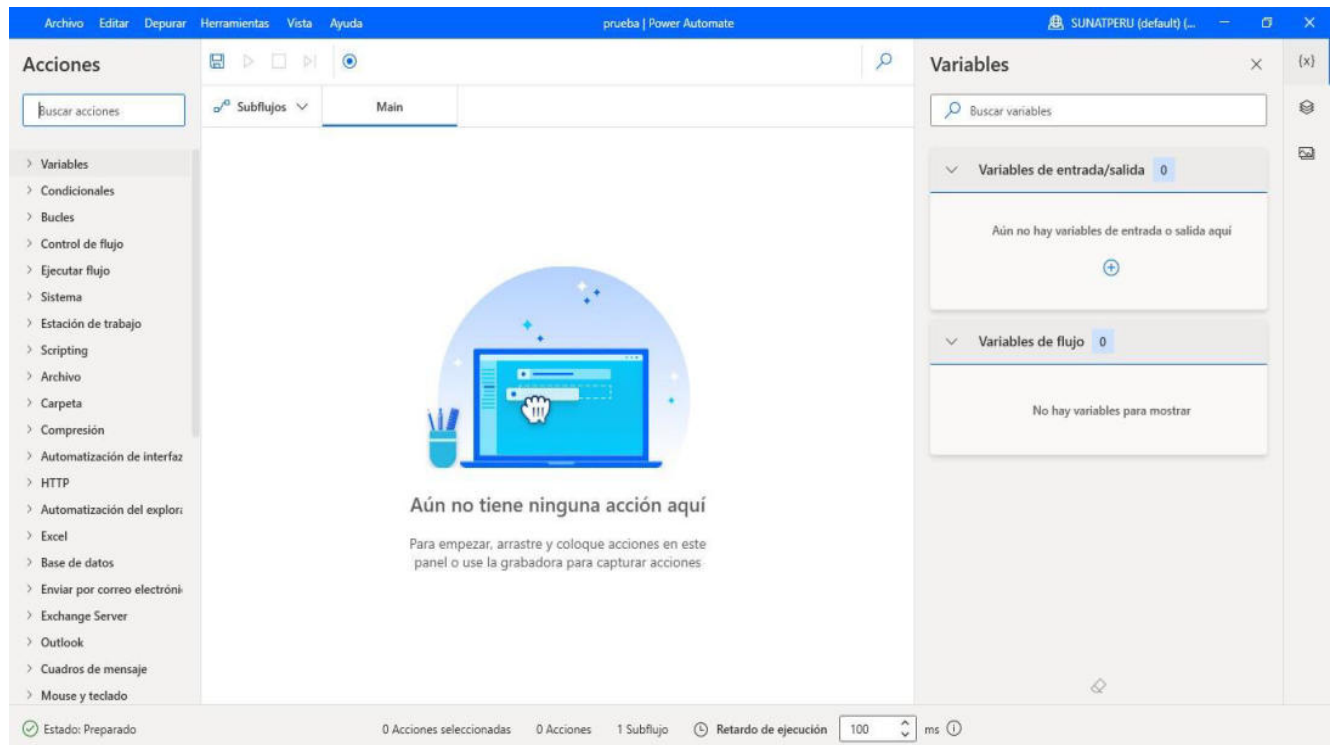 Archivo Editar Depurar Herramientas Vista Ayuda
prueba | Power Automate
SUNATPERU (default) (...
Acciones
Buscar acciones
Variables
Condicionales
Bucles
Control de flujo
Ejecutar flujo
Sistema
Estación de trabajo
Scripting
Archivo
Carpeta
Compresión
Automatización de interfaz
HTTP
Automatización del explora
Excel
Base de datos
Enviar por correo electróni
Exchange Server
Outlook
Cuadros de mensaje
Mouse y teclado
Subflujos
Main
Aún no tiene ninguna acción aquí
Para empezar, arrastre y coloque acciones en este
panel o use la grabadora para capturar acciones
Variables
{x}
Buscar variables
Variables de entrada/salida 0
Aún no hay variables de entrada o salida aquí
Variables de flujo 0
No hay variables para mostrar
Estado: Preparado
0 Acciones seleccionadas 0 Acciones 1 Subflujo Retardo de ejecución 100 ms